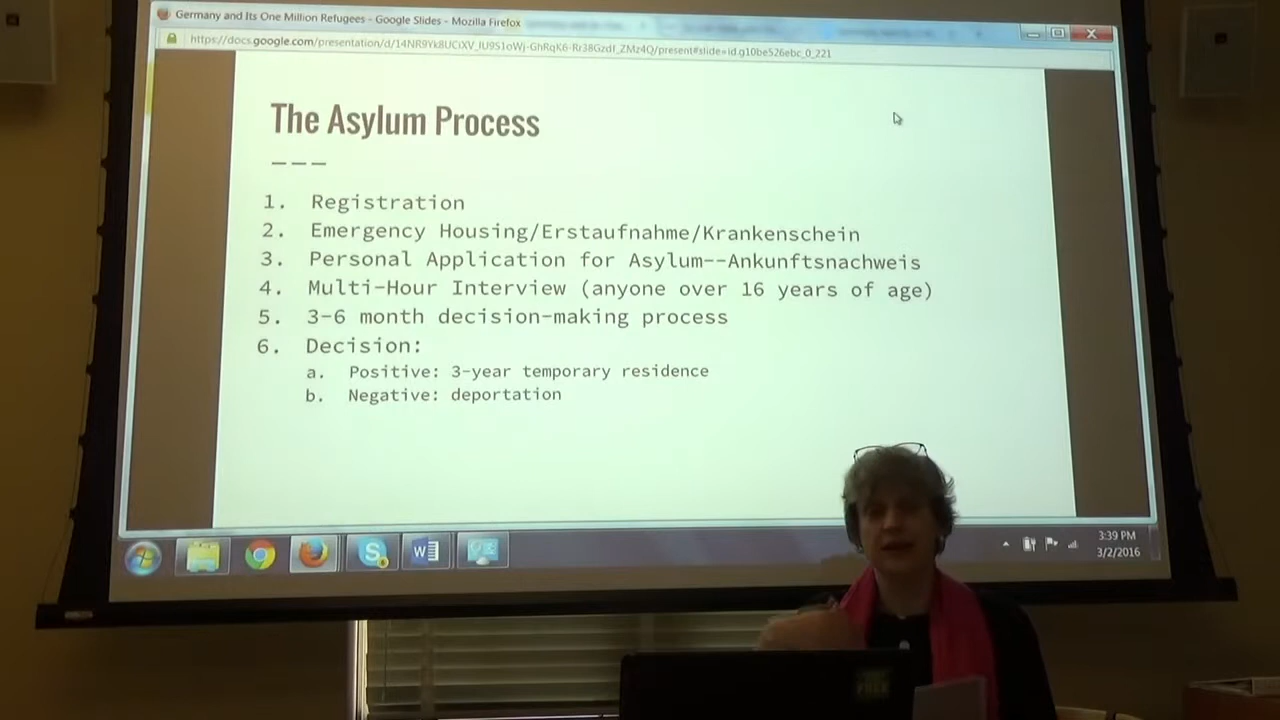 Germany and Its One Million Refugees - Google Slides - Mozilla Firefox
https://docs.google.com/presentation/d/14NR9Yk8UCiXV_IU9S1oWj-GhRqK6-Rr38Gzdf_ZMz4Q/present#slide=id.g10be526ebc_0_221
The Asylum Process
1. Registration
2. Emergency Housing/Erstaufnahme/Krankenschein
3. Personal Application for Asylum--Ankunftsnachweis
4. Multi-Hour Interview (anyone over 16 years of age)
5. 3-6 month decision-making process
6. Decision:
a. Positive: 3-year temporary residence
b. Negative: deportation
3:39 PM
3/2/2016